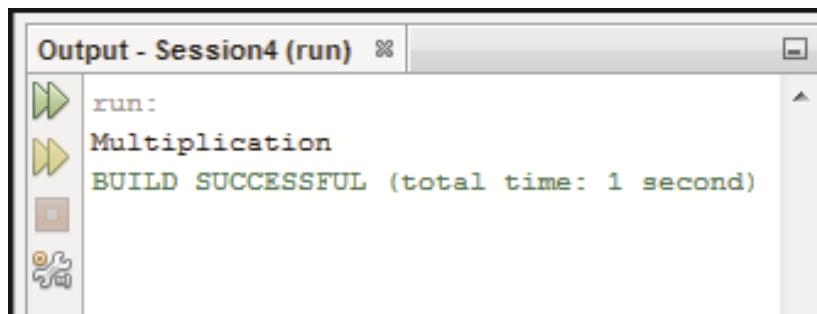 Output - Session4 (run)
run:
Multiplication
BUILD SUCCESSFUL (total time: 1 second)